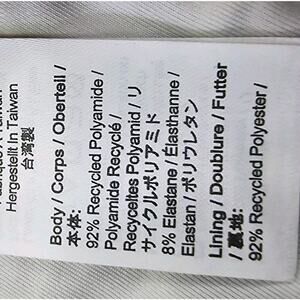 Hergestellt In Taiwan
台湾製
Body / Corps / Oberteil /
本体:
92% Recycled Polyamide /
Polyamide Recyclé /
Recyceltes Polyamid / リ
サイクルポリアミド
8% Elastane / Élasthanne /
Elastan / ポリウレタン
Lining / Doublure / Futter
/ 裏地:
92% Recycled Polyester /